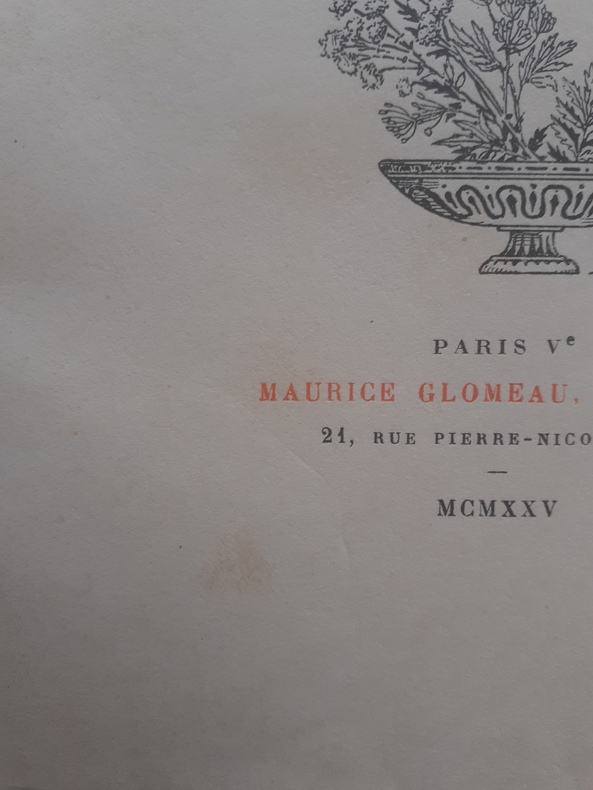 PARIS Vᵉ
MAURICE GLOMEAU,
21, RUE PIERRE-NICO
MCMXXV